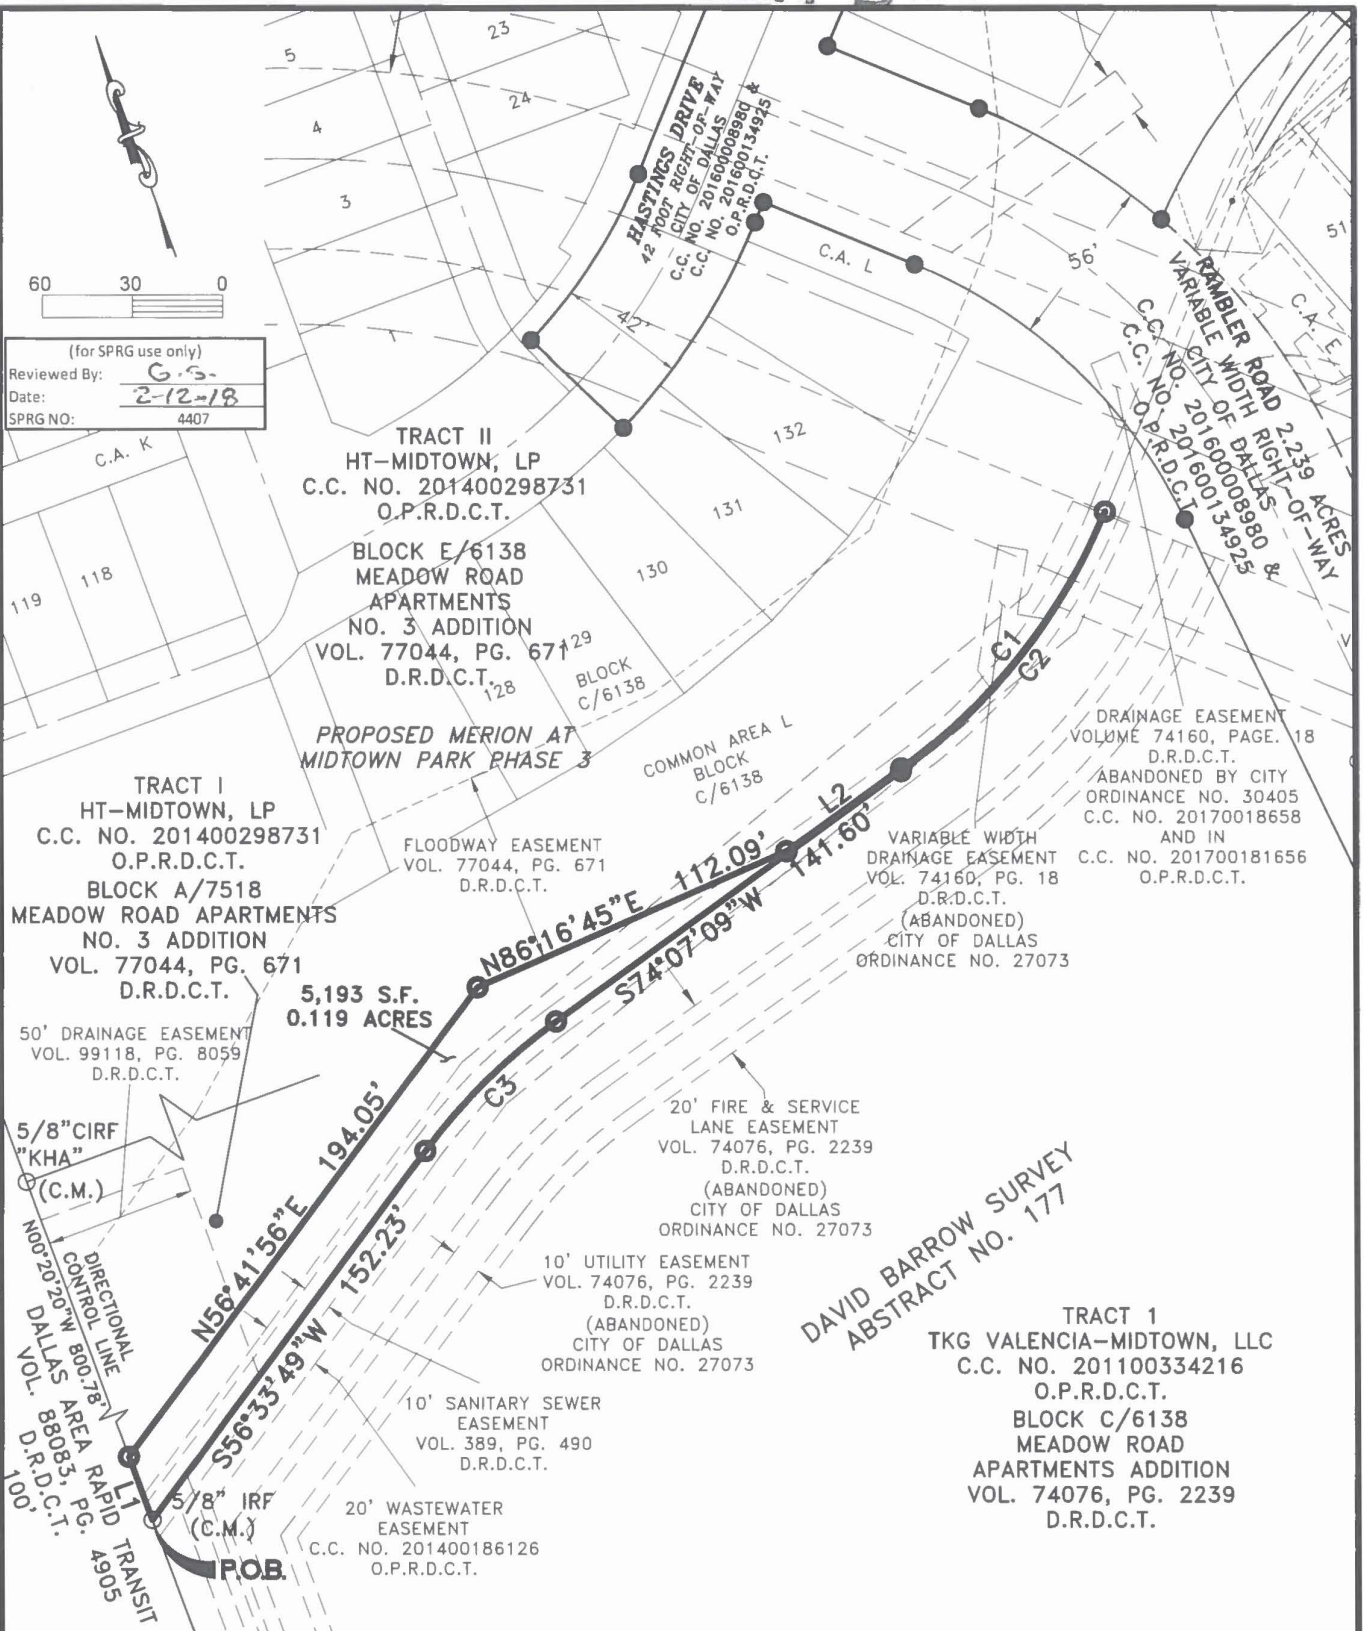 5
23
24
4
3
1
60 30 0
(for SPRG use only)
Reviewed By: G.S.
Date: 2-12-18
SPRG NO: 4407
HASTINGS DRIVE
42 FOOT RIGHT-OF-WAY
CITY OF DALLAS
C.C. NO. 201600008980 &
C.C. NO. 201600134925
O.P.R.D.C.T.
C.A. L
56'
42'
51
C.A. E
RAMBLER ROAD 2.239 ACRES
VARIABLE WIDTH RIGHT-OF-WAY
CITY OF DALLAS
C.C. NO. 201600008980 &
C.C. NO. 201600134925
O.P.R.D.C.T.
C.A. K
119
118
132
131
130
129
128
BLOCK
C/6138
TRACT II
HT-MIDTOWN, LP
C.C. NO. 201400298731
O.P.R.D.C.T.
BLOCK E/6138
MEADOW ROAD
APARTMENTS
NO. 3 ADDITION
VOL. 77044, PG. 671
D.R.D.C.T.
PROPOSED MERION AT
MIDTOWN PARK PHASE 3
COMMON AREA L
BLOCK
C/6138
C1
C2
L2
141.60'
112.09'
N86°16'45"E
S74°07'09"W
DRAINAGE EASEMENT
VOLUME 74160, PAGE. 18
D.R.D.C.T.
ABANDONED BY CITY
ORDINANCE NO. 30405
C.C. NO. 20170018658
AND IN
C.C. NO. 201700181656
O.P.R.D.C.T.
VARIABLE WIDTH
DRAINAGE EASEMENT
VOL. 74160, PG. 18
D.R.D.C.T.
(ABANDONED)
CITY OF DALLAS
ORDINANCE NO. 27073
TRACT I
HT-MIDTOWN, LP
C.C. NO. 201400298731
O.P.R.D.C.T.
BLOCK A/7518
MEADOW ROAD APARTMENTS
NO. 3 ADDITION
VOL. 77044, PG. 671
D.R.D.C.T.
FLOODWAY EASEMENT
VOL. 77044, PG. 671
D.R.D.C.T.
5,193 S.F.
0.119 ACRES
50' DRAINAGE EASEMENT
VOL. 99118, PG. 8059
D.R.D.C.T.
5/8"CIRF
"KHA"
(C.M.)
194.05'
N56°41'56"E
C3
152.23'
S56°33'49"W
20' FIRE & SERVICE
LANE EASEMENT
VOL. 74076, PG. 2239
D.R.D.C.T.
(ABANDONED)
CITY OF DALLAS
ORDINANCE NO. 27073
10' UTILITY EASEMENT
VOL. 74076, PG. 2239
D.R.D.C.T.
(ABANDONED)
CITY OF DALLAS
ORDINANCE NO. 27073
DAVID BARROW SURVEY
ABSTRACT NO. 177
10' SANITARY SEWER
EASEMENT
VOL. 389, PG. 490
D.R.D.C.T.
20' WASTEWATER
EASEMENT
C.C. NO. 201400186126
O.P.R.D.C.T.
TRACT 1
TKG VALENCIA-MIDTOWN, LLC
C.C. NO. 201100334216
O.P.R.D.C.T.
BLOCK C/6138
MEADOW ROAD
APARTMENTS ADDITION
VOL. 74076, PG. 2239
D.R.D.C.T.
DIRECTIONAL
CONTROL LINE
N00°20'20"W 800.78'
DALLAS AREA RAPID TRANSIT
VOL. 88083, PG. 4905
D.R.D.C.T.
100'
L1
5/8" IRF
(C.M.)
P.O.B.